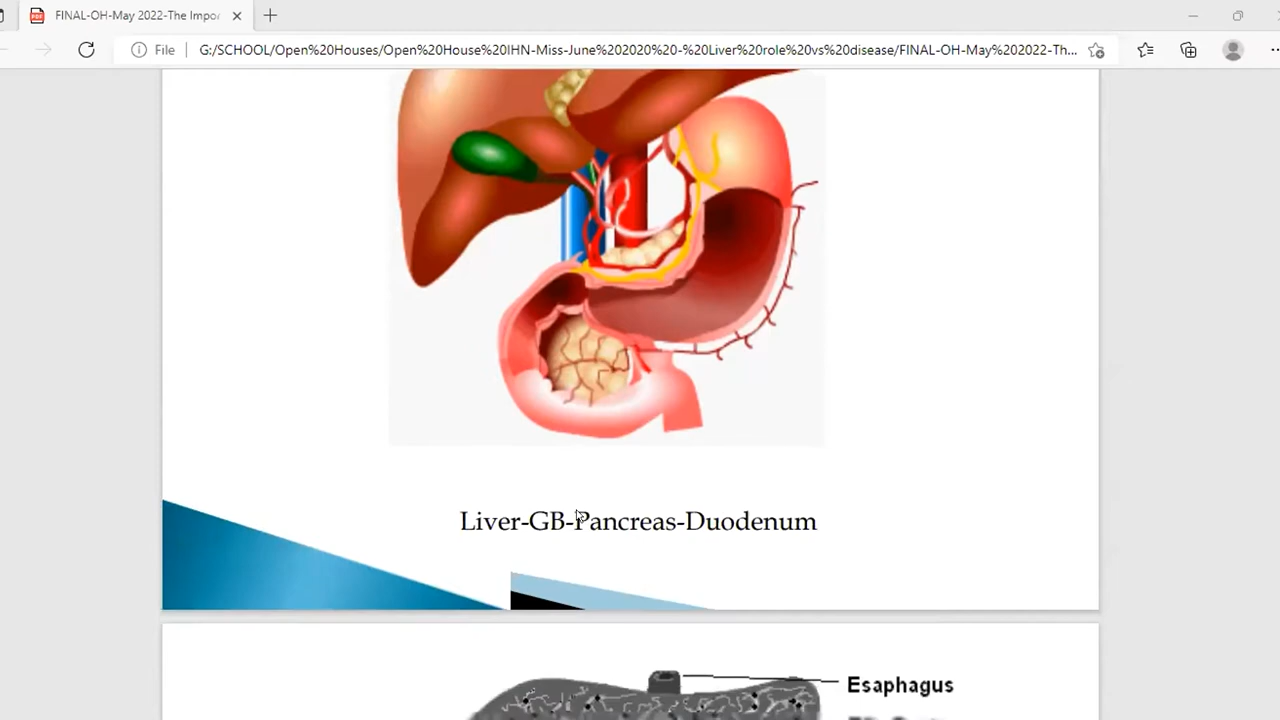 FINAL-OH-May 2022-The Impo
File
G:/SCHOOL/Open%20Houses/Open%20House%20IHN-Miss-June%202020%20-%20Liver%20role%20vs%20disease/FINAL-OH-May%202022-Th...
Liver-GB-Pancreas-Duodenum
Esaphagus